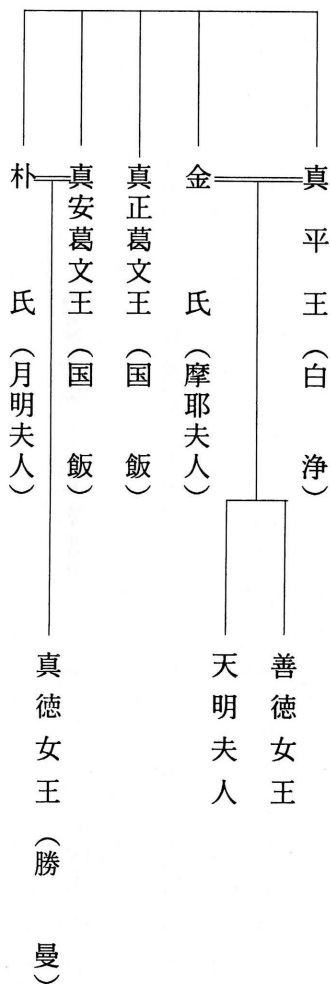 真平王(白浄)
金氏(摩耶夫人)
真正葛文王(国飯)
真安葛文王(国飯)
朴氏(月明夫人)
善徳女王
天明夫人
真徳女王(勝曼)